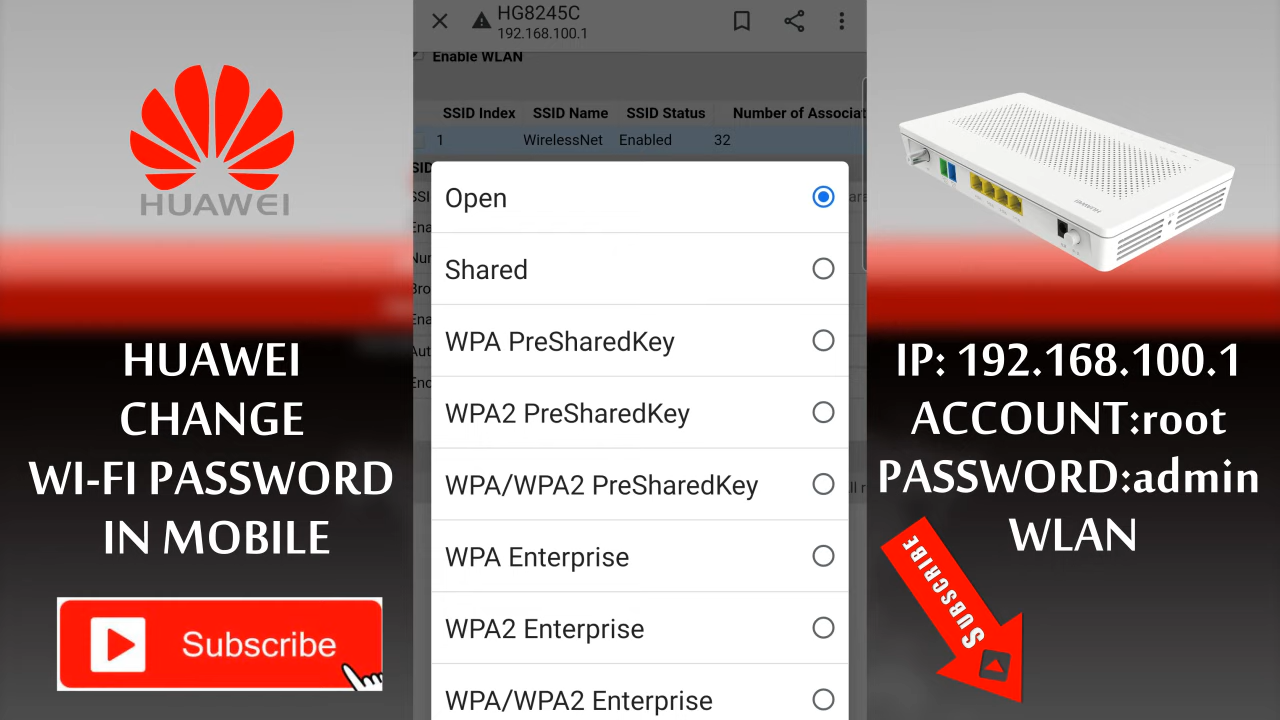 HUAWEI
HUAWEI
CHANGE
WI-FI PASSWORD
IN MOBILE
Subscribe
HG8245C
192.168.100.1
Enable WLAN
SSID Index SSID Name SSID Status Number of Associat
1 WirelessNet Enabled 32
Open
Shared
WPA PreSharedKey
WPA2 PreSharedKey
WPA/WPA2 PreSharedKey
WPA Enterprise
WPA2 Enterprise
WPA/WPA2 Enterprise
HUAWEI
IP: 192.168.100.1
ACCOUNT:root
PASSWORD:admin
WLAN
SUBSCRIBE